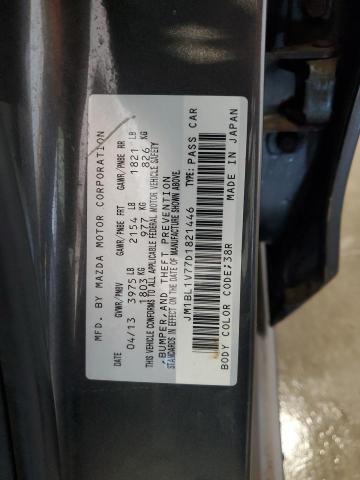 MFD. BY MAZDA MOTOR CORPORATION
DATE GVWR/PNBV GAWR/PNBE FRT GAWR/PNBE RR
04/13 3975 LB 2154 LB 1821 LB
1803 KG 977 KG 826 KG
THIS VEHICLE CONFORMS TO ALL APPLICABLE FEDERAL MOTOR VEHICLE SAFETY,
BUMPER, AND THEFT PREVENTION
STANDARDS IN EFFECT ON THE DATE OF MANUFACTURE SHOWN ABOVE.
JM1BL1V77D1821446 TYPE: PASS CAR
BODY COLOR CODE;38R MADE IN JAPAN